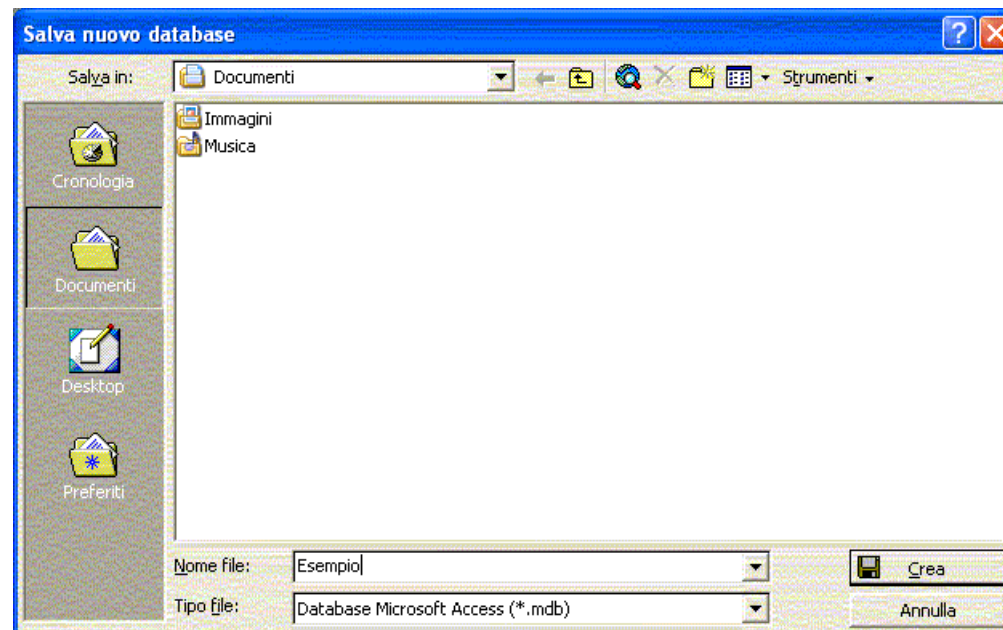 Salva nuovo database
Salva in: Documenti Strumenti
Immagini
Musica
Cronologia
Documenti
Desktop
Preferiti
Nome file: Esempio Crea
Tipo file: Database Microsoft Access (*.mdb) Annulla